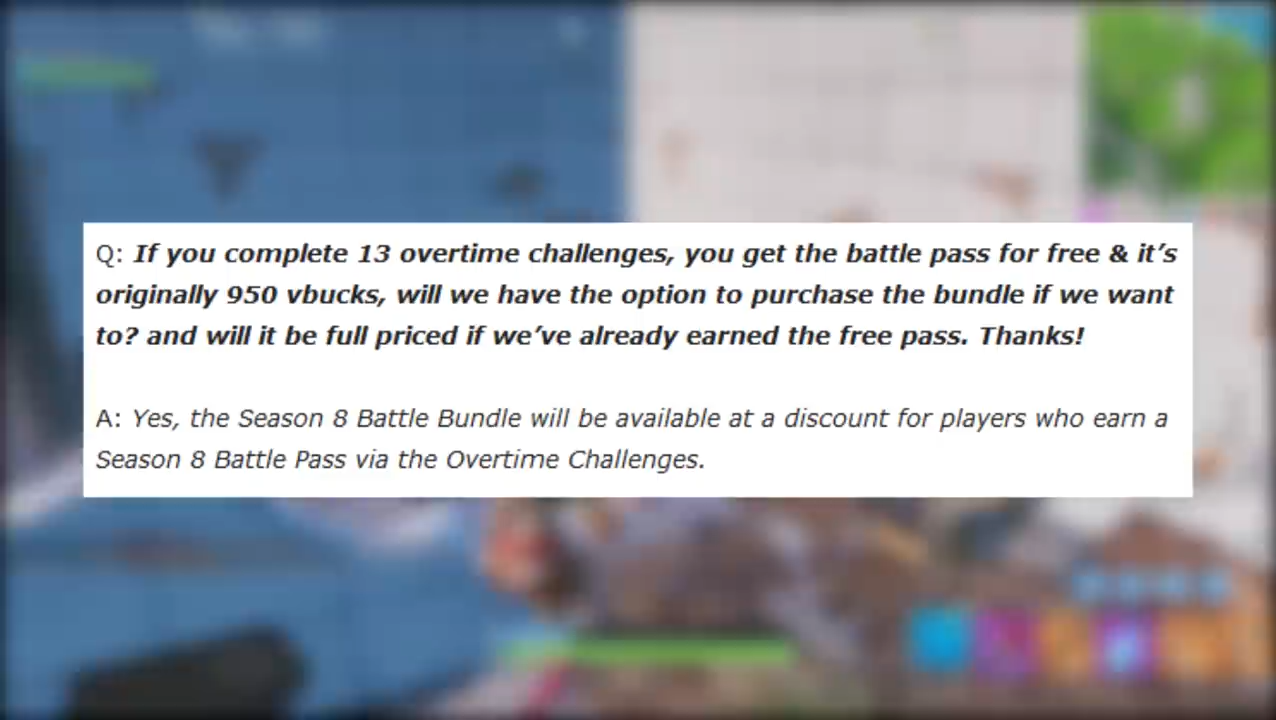 Q: If you complete 13 overtime challenges, you get the battle pass for free & it’s
originally 950 vbucks, will we have the option to purchase the bundle if we want
to? and will it be full priced if we’ve already earned the free pass. Thanks!
A: Yes, the Season 8 Battle Bundle will be available at a discount for players who earn a
Season 8 Battle Pass via the Overtime Challenges.